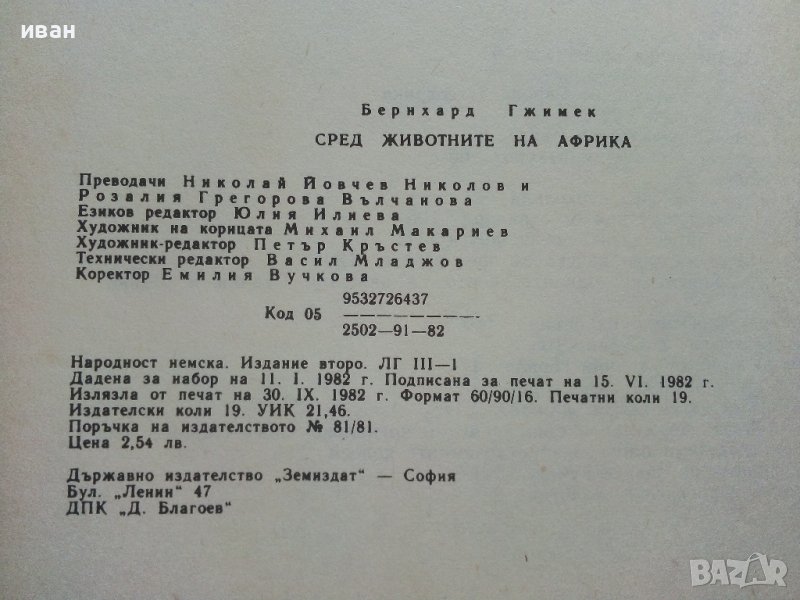 иван
Бернхард Гжимек
СРЕД ЖИВОТНИТЕ НА АФРИКА
Преводачи Николай Йовчев Николов и
Розалия Грегорова Вълчанова
Езиков редактор Юлия Илиева
Художник на корицата Михаил Макариев
Художник-редактор Петър Кръстев
Технически редактор Васил Младжов
Коректор Емилия Вучкова
9532726437
Код 05 ————————
2502—91—82
Народност немска. Издание второ. ЛГ III—1
Дадена за набор на 11. I. 1982 г. Подписана за печат на 15. VI. 1982 г.
Излязла от печат на 30. IX. 1982 г. Формат 60/90/16. Печатни коли 19.
Издателски коли 19. УИК 21,46.
Поръчка на издателството № 81/81.
Цена 2,54 лв.
Държавно издателство „Земиздат“ — София
Бул. „Ленин“ 47
ДПК „Д. Благоев“
BAZAR